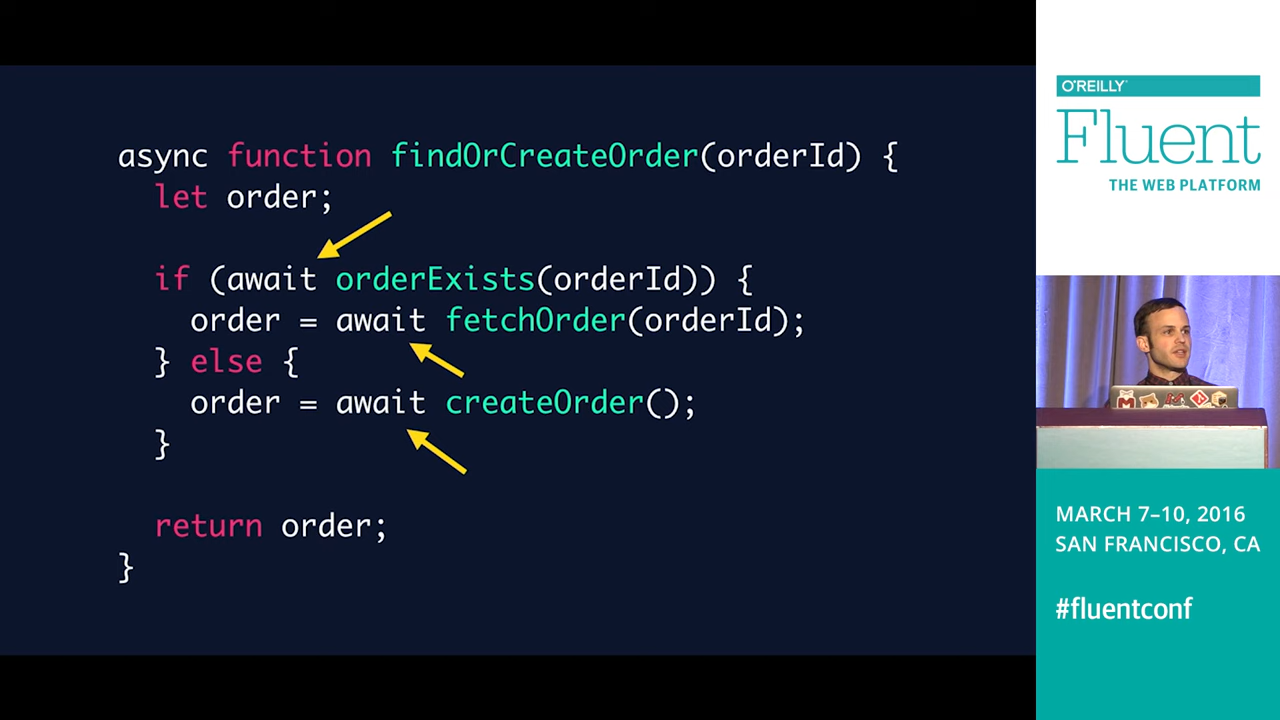 async function findOrCreateOrder(orderId) {
let order;
if (await orderExists(orderId)) {
order = await fetchOrder(orderId);
} else {
order = await createOrder();
}
return order;
}
O'REILLY®
Fluent
THE WEB PLATFORM
MARCH 7–10, 2016
SAN FRANCISCO, CA
#fluentconf